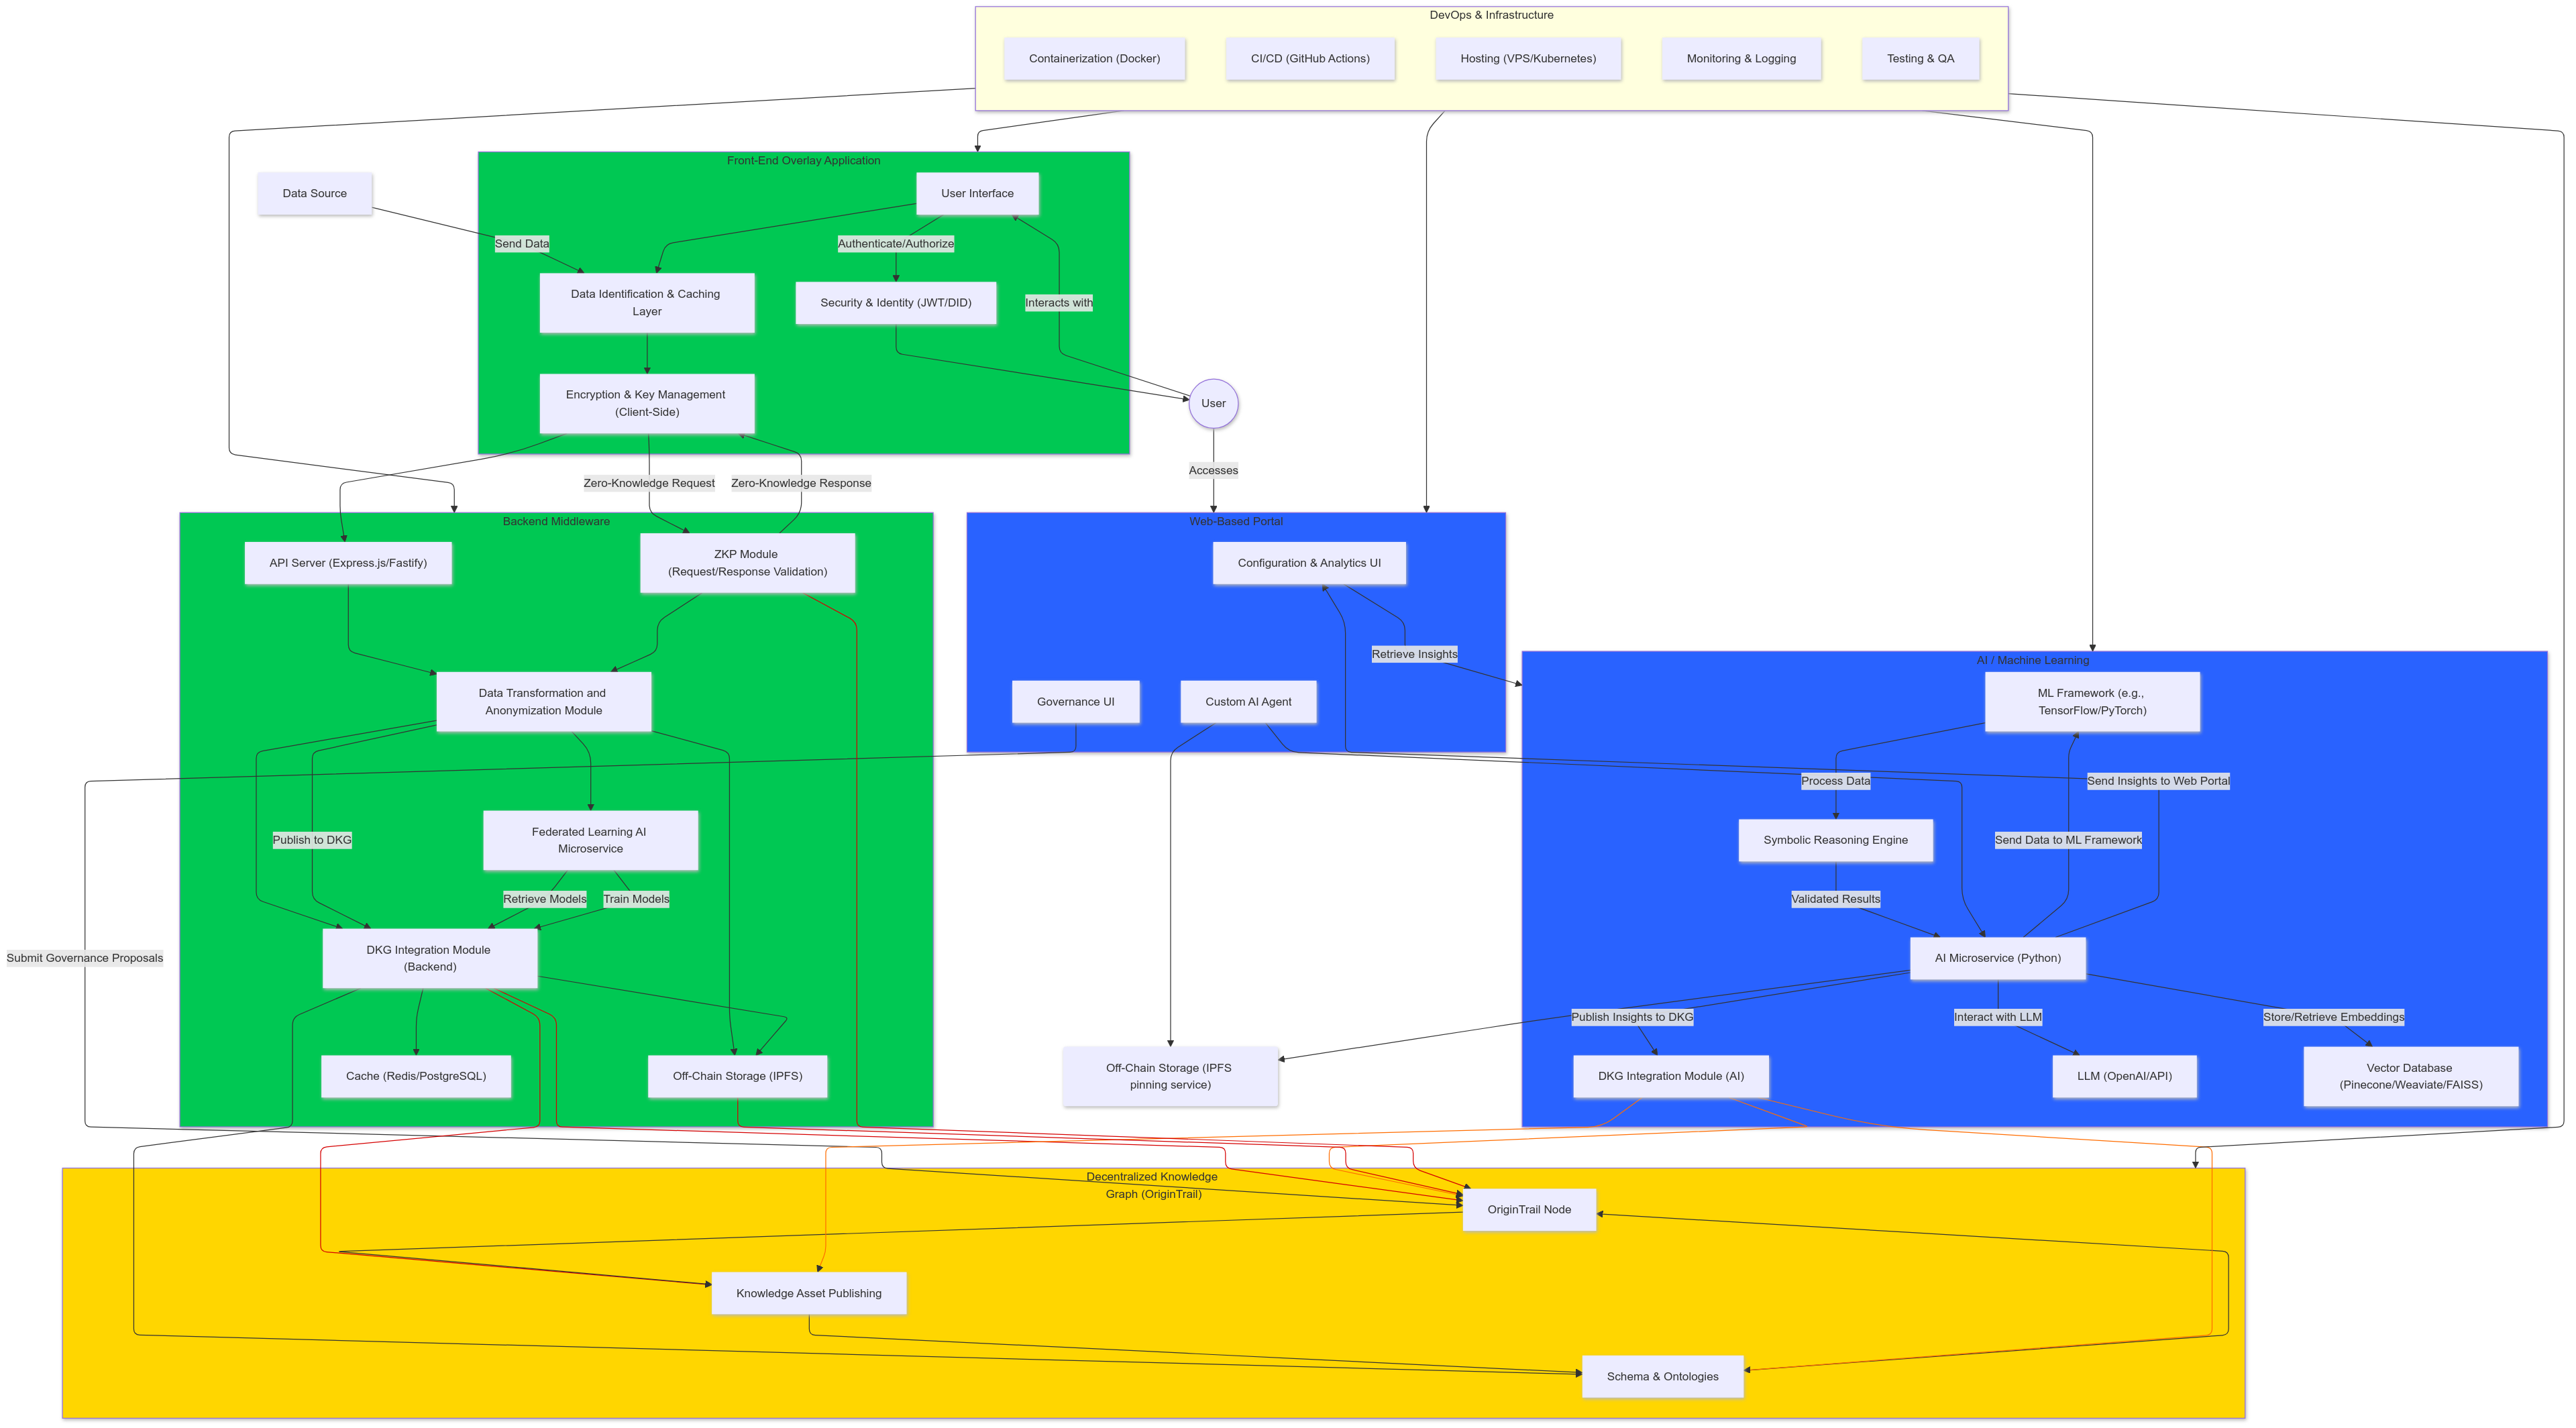 DevOps & Infrastructure
Containerization (Docker)
CI/CD (GitHub Actions)
Hosting (VPS/Kubernetes)
Monitoring & Logging
Testing & QA
Front-End Overlay Application
Data Source
User Interface
Send Data
Authenticate/Authorize
Data Identification & Caching
Layer
Security & Identity (JWT/DID)
Interacts with
Encryption & Key Management
(Client-Side)
User
Accesses
Zero-Knowledge Request
Zero-Knowledge Response
Backend Middleware
API Server (Express.js/Fastify)
ZKP Module
(Request/Response Validation)
Data Transformation and
Anonymization Module
Federated Learning AI
Microservice
Publish to DKG
Retrieve Models
Train Models
DKG Integration Module
(Backend)
Submit Governance Proposals
Cache (Redis/PostgreSQL)
Off-Chain Storage (IPFS)
Web-Based Portal
Configuration & Analytics UI
Retrieve Insights
Governance UI
Custom AI Agent
Off-Chain Storage (IPFS
pinning service)
AI / Machine Learning
ML Framework (e.g.,
TensorFlow/PyTorch)
Process Data
Send Insights to Web Portal
Symbolic Reasoning Engine
Send Data to ML Framework
Validated Results
AI Microservice (Python)
Publish Insights to DKG
Interact with LLM
Store/Retrieve Embeddings
DKG Integration Module (AI)
LLM (OpenAI/API)
Vector Database
(Pinecone/Weaviate/FAISS)
Decentralized Knowledge
Graph (OriginTrail)
OriginTrail Node
Knowledge Asset Publishing
Schema & Ontologies